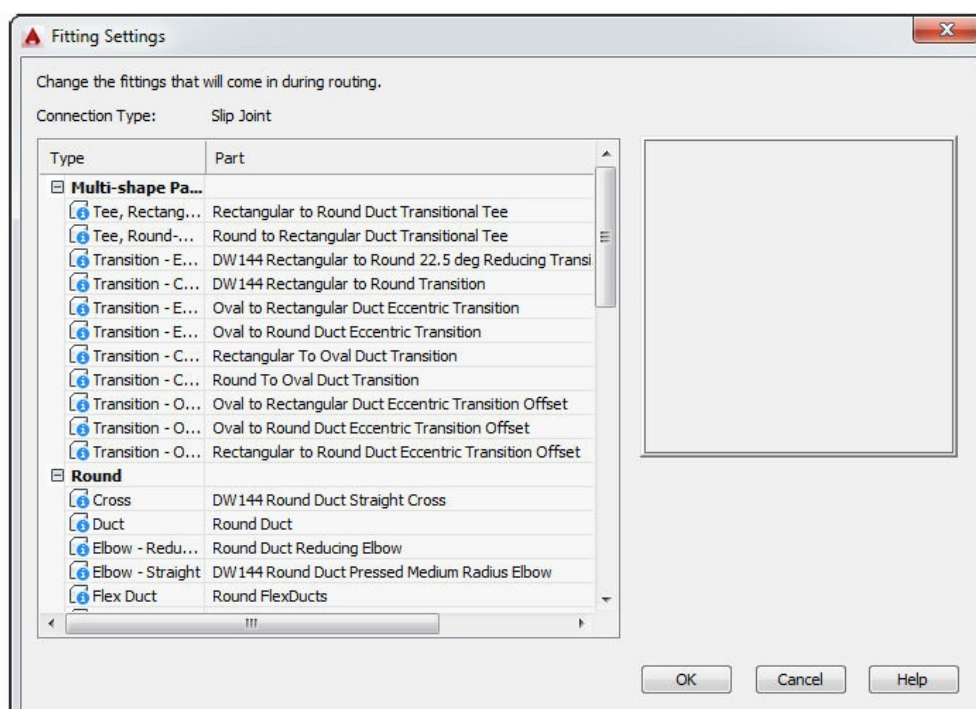 Fitting Settings
Change the fittings that will come in during routing.
Connection Type: Slip Joint
Type Part
Multi-shape Pa...
Tee, Rectang... Rectangular to Round Duct Transitional Tee
Tee, Round-... Round to Rectangular Duct Transitional Tee
Transition - E... DW144 Rectangular to Round 22.5 deg Reducing Transi
Transition - C... DW144 Rectangular to Round Transition
Transition - E... Oval to Rectangular Duct Eccentric Transition
Transition - E... Oval to Round Duct Eccentric Transition
Transition - C... Rectangular To Oval Duct Transition
Transition - C... Round To Oval Duct Transition
Transition - O... Oval to Rectangular Duct Eccentric Transition Offset
Transition - O... Oval to Round Duct Eccentric Transition Offset
Transition - O... Rectangular to Round Duct Eccentric Transition Offset
Round
Cross DW144 Round Duct Straight Cross
Duct Round Duct
Elbow - Redu... Round Duct Reducing Elbow
Elbow - Straight DW144 Round Duct Pressed Medium Radius Elbow
Flex Duct Round FlexDucts
OK Cancel Help